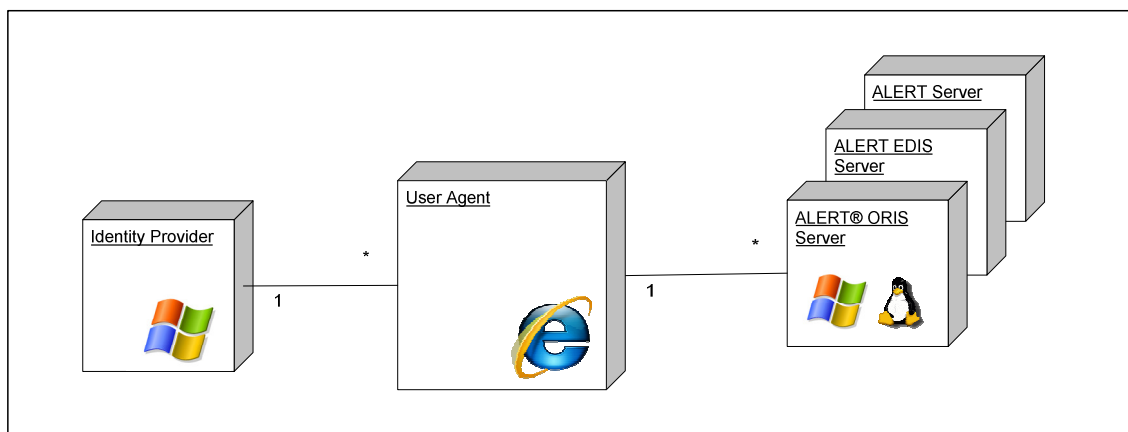 ALERT Server
ALERT EDIS
Server
User Agent
ALERT® ORIS
Server
Identity Provider
*
*
1
1